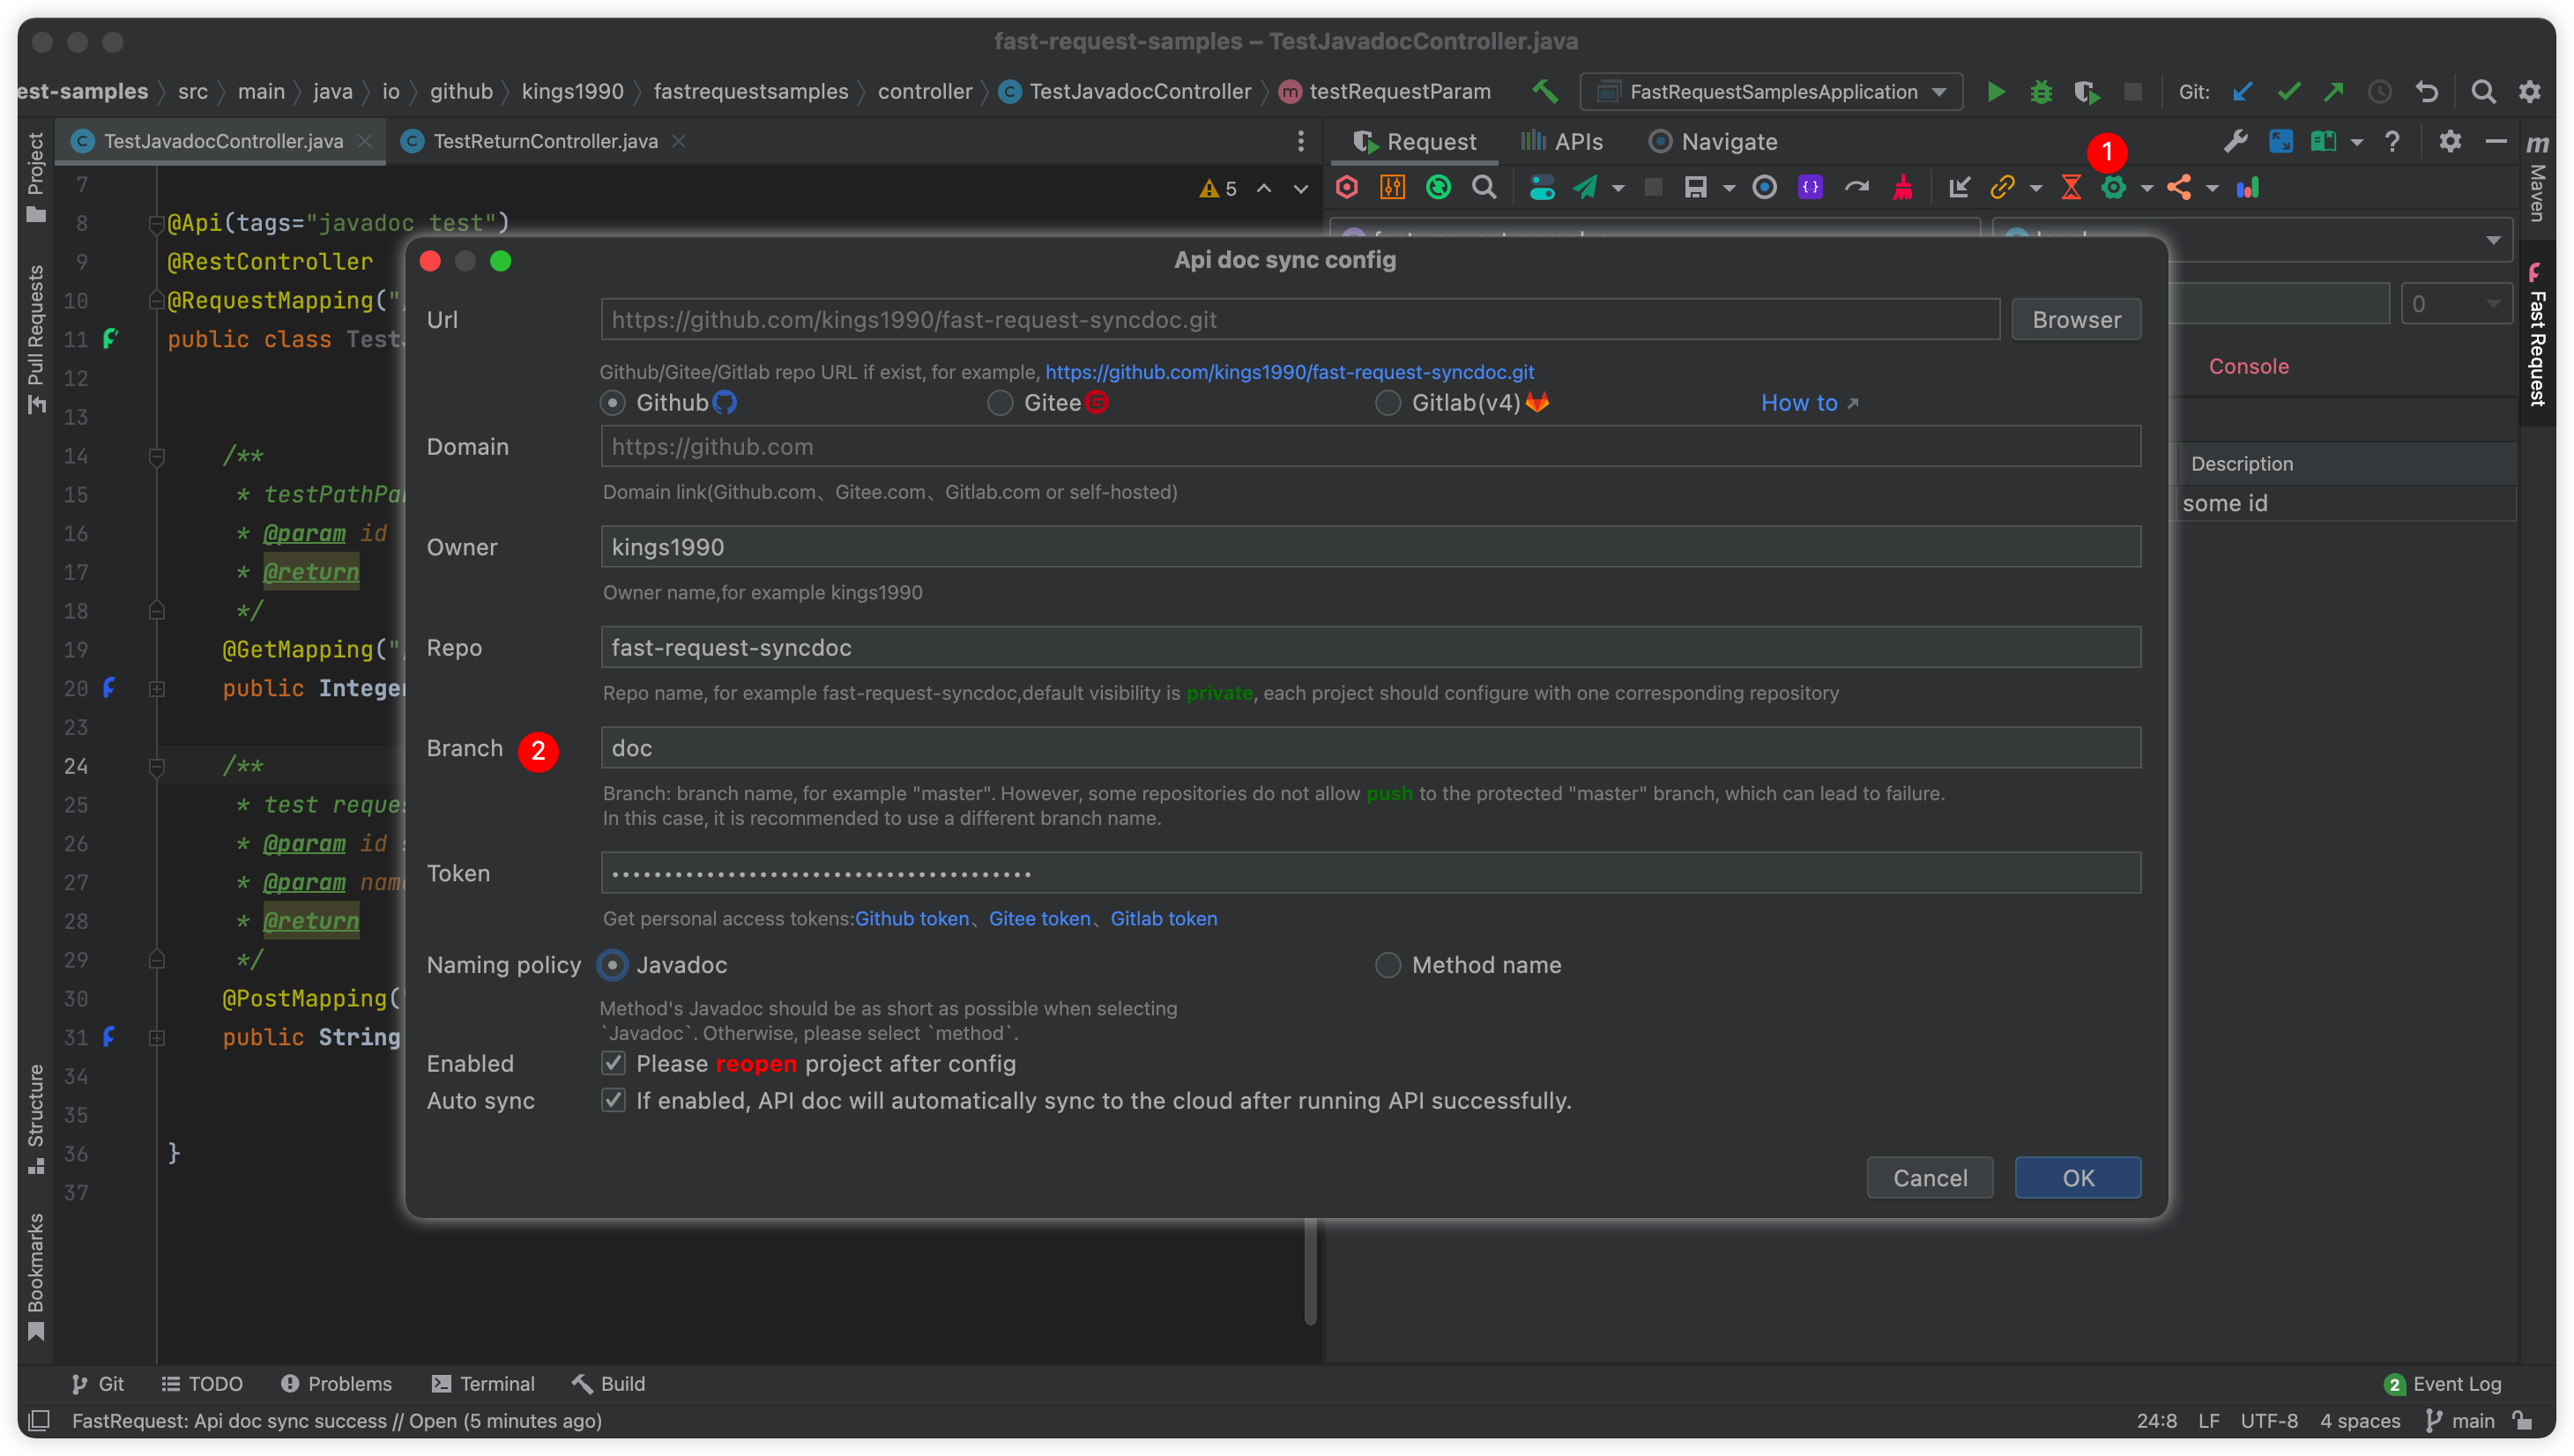 fast-request-samples – TestJavadocController.java
est-samples src main java io github kings1990 fastrequestsamples controller C TestJavadocController m testRequestParam FastRequestSamplesApplication Git:
C TestJavadocController.java C TestReturnController.java Request APIs Navigate
1
5
Project
Pull Requests
Structure
Bookmarks
m
Maven
Fast Request
7
8 @Api(tags="javadoc test")
9 @RestController
10 @RequestMapping("
11 public class
12
13
14 /**
15 *
16 * @param id
17 * @return
18 */
19 @GetMapping("
20 public Integer
23
24 /**
25 * test
26 * @param id
27 * @param name
28 * @return
29 */
30 @PostMapping(
31 public String
34
35
36 }
37
0
Console
Description
some id
Api doc sync config
Url https://github.com/kings1990/fast-request-syncdoc.git Browser
Github/Gitee/Gitlab repo URL if exist, for example, https://github.com/kings1990/fast-request-syncdoc.git
Github Gitee Gitlab(v4) How to ↗
Domain https://github.com
Domain link(Github.com、Gitee.com、Gitlab.com or self-hosted)
Owner kings1990
Owner name,for example kings1990
Repo fast-request-syncdoc
Repo name, for example fast-request-syncdoc,default visibility is private, each project should configure with one corresponding repository
Branch 2 doc
Branch: branch name, for example "master". However, some repositories do not allow push to the protected "master" branch, which can lead to failure.
In this case, it is recommended to use a different branch name.
Token
Get personal access tokens:Github token、Gitee token、Gitlab token
Naming policy Javadoc Method name
Method's Javadoc should be as short as possible when selecting
`Javadoc`. Otherwise, please select `method`.
Enabled Please reopen project after config
Auto sync If enabled, API doc will automatically sync to the cloud after running API successfully.
Cancel OK
Git TODO Problems Terminal Build 2 Event Log
FastRequest: Api doc sync success // Open (5 minutes ago) 24:8 LF UTF-8 4 spaces main